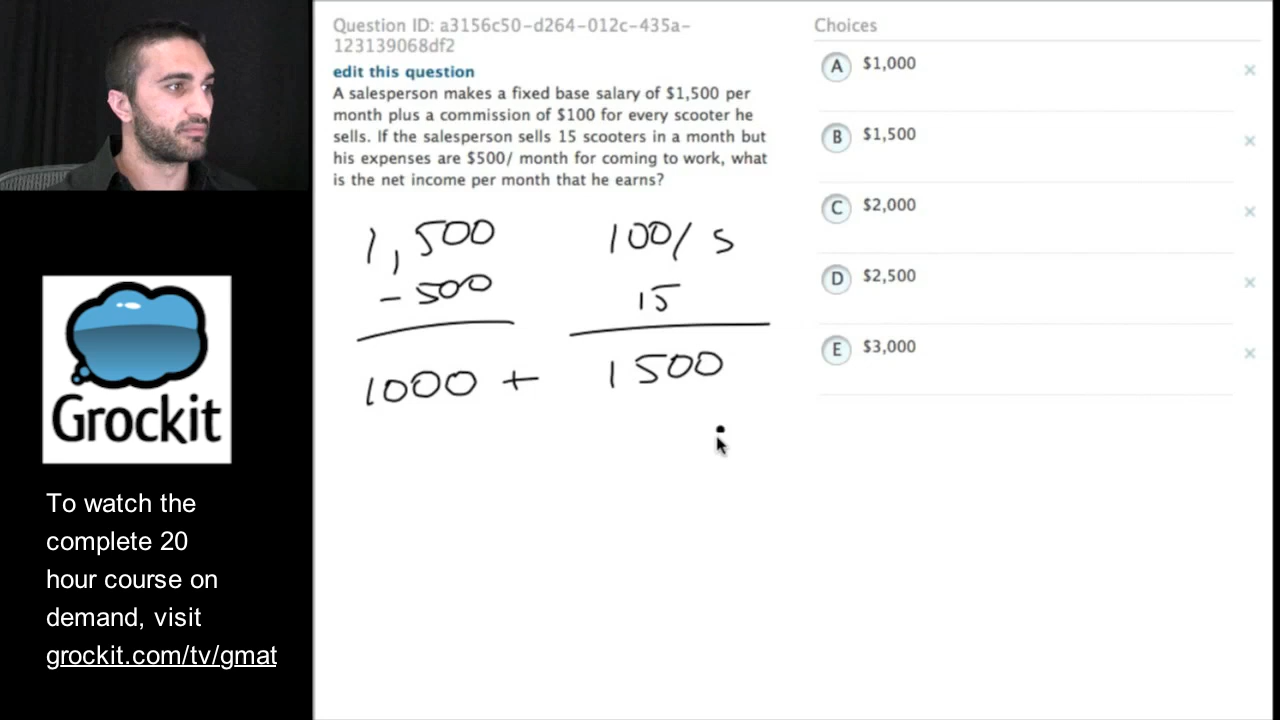 Question ID: a3156c50-d264-012c-435a-
123139068df2
edit this question
A salesperson makes a fixed base salary of $1,500 per
month plus a commission of $100 for every scooter he
sells. If the salesperson sells 15 scooters in a month but
his expenses are $500/ month for coming to work, what
is the net income per month that he earns?
1,500
- 500
1000 +
100/ s
15
1500
Choices
A $1,000 ×
B $1,500 ×
C $2,000 ×
D $2,500 ×
E $3,000 ×
Grockit
To watch the
complete 20
hour course on
demand, visit
grockit.com/tv/gmat